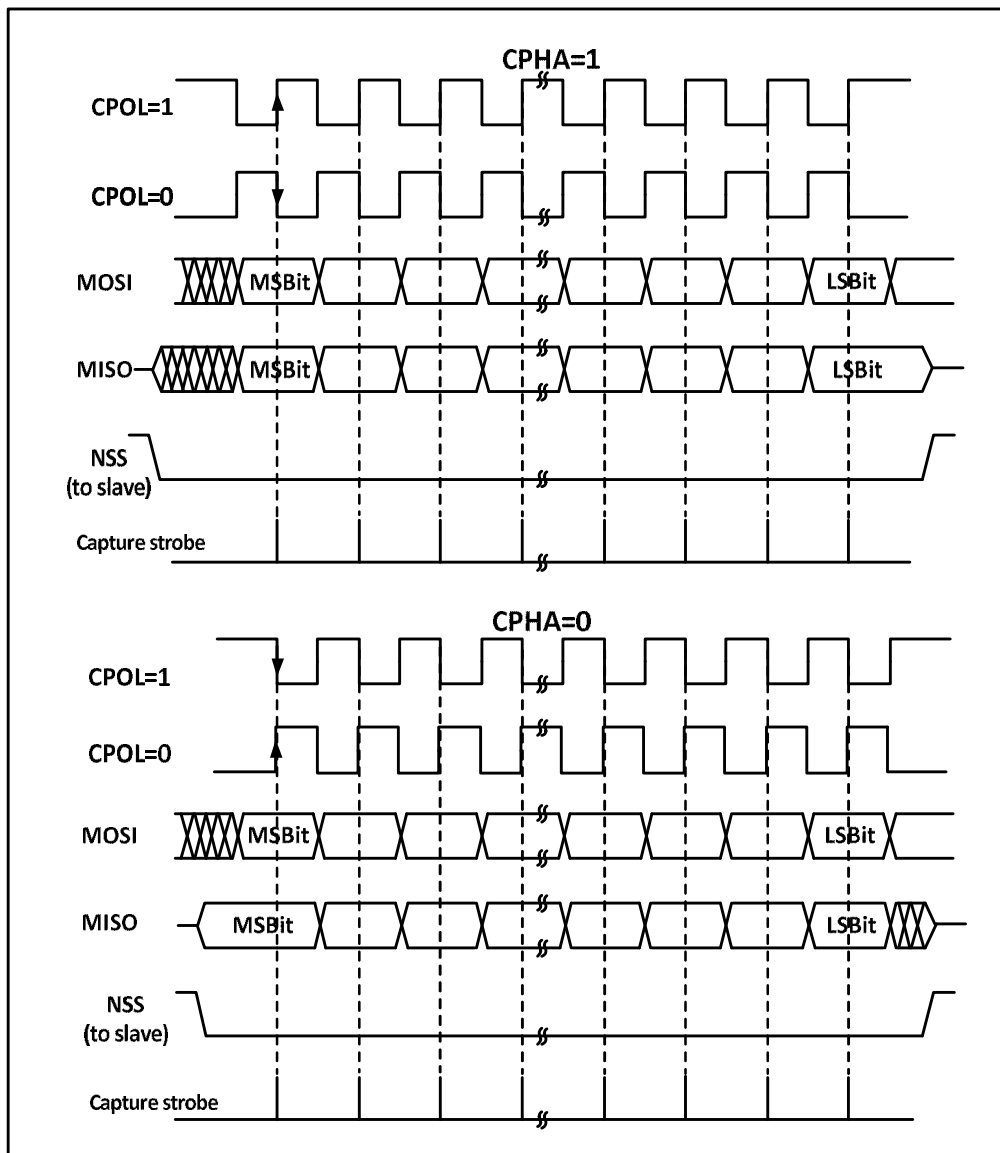 CPHA=1
CPOL=1
CPOL=0
MOSI
MSBit
LSBit
MISO
MSBit
LSBit
NSS
(to slave)
Capture strobe
CPHA=0
CPOL=1
CPOL=0
MOSI
MSBit
LSBit
MISO
MSBit
LSBit
NSS
(to slave)
Capture strobe